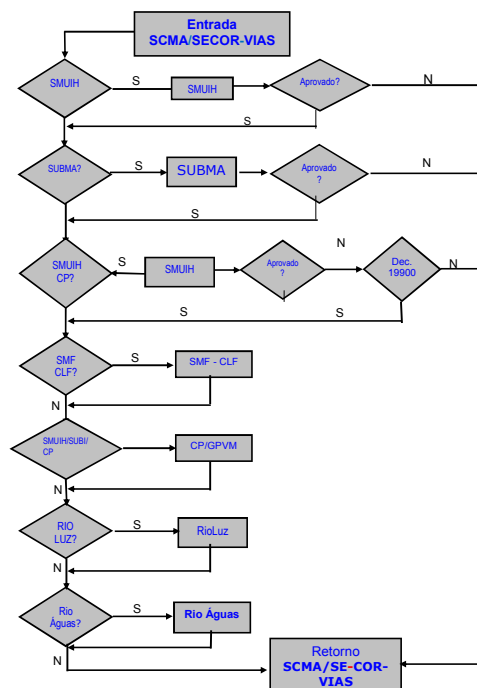 Entrada
SCMA/SECOR-VIAS
SMUIH
S
SMUIH
Aprovado?
N
S
SUBMA?
S
SUBMA
Aprovado
?
N
S
SMUIH
CP?
S
SMUIH
Aprovado
?
N
Dec.
19900
N
S
S
SMF
CLF?
S
SMF - CLF
N
SMUIH/SUBI/
CP
CP/GPVM
N
RIO
LUZ?
S
RioLuz
N
Rio
Águas?
S
Rio Águas
N
Retorno
SCMA/SE-COR-
VIAS